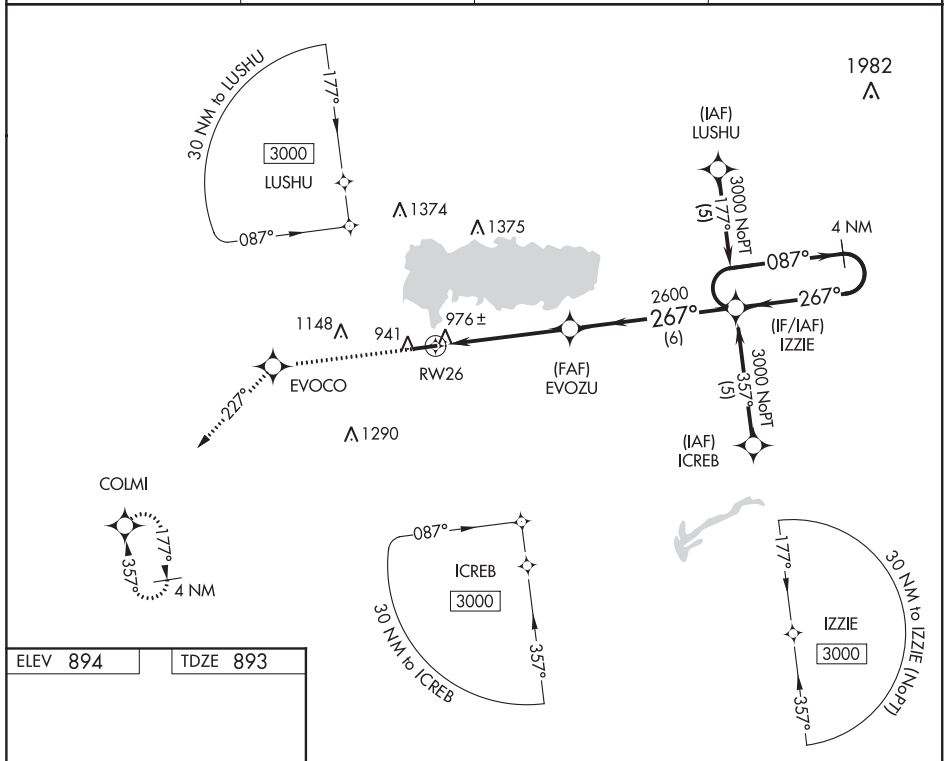 1982
30 NM to LUSHU
177°
3000
LUSHU
087°
(IAF)
LUSHU
3000 NoPT
177°
(5)
4 NM
087°
267°
(IF/IAF)
IZZIE
1374
1375
2600
267°
(6)
1148
941
976 ±
RW26
(FAF)
EVOZU
EVOCO
227°
3000 NoPT
357°
(5)
(IAF)
ICREB
1290
COLMI
177°
357°
4 NM
087°
ICREB
3000
357°
30 NM to ICREB
177°
IZZIE
3000
357°
30 NM to IZZIE (NoPT)
ELEV 894
TDZE 893